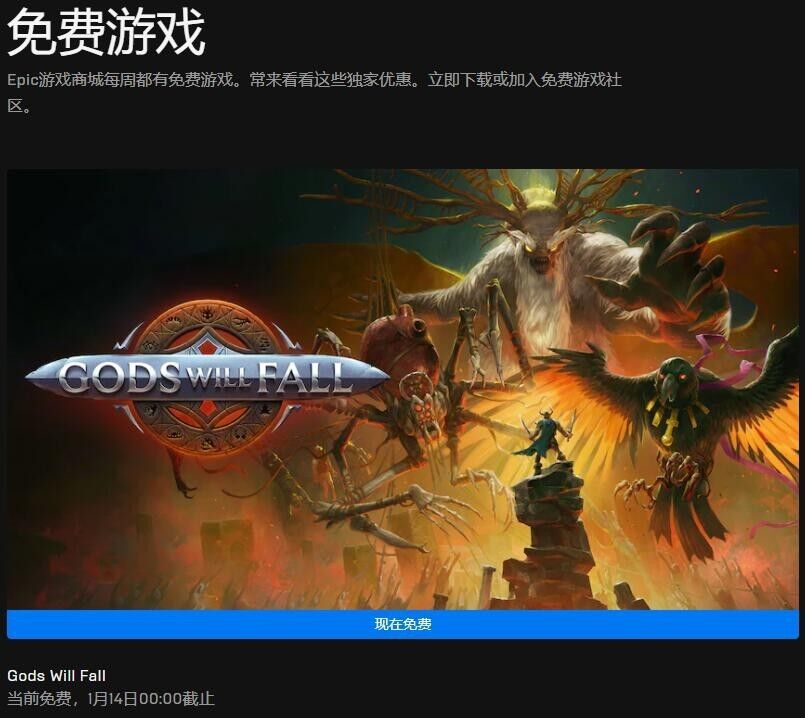 免费游戏
Epic游戏商城每周都有免费游戏。常来看看这些独家优惠。立即下载或加入免费游戏社
区。
GODS WILL FALL
现在免费
Gods Will Fall
当前免费，1月14日00:00截止